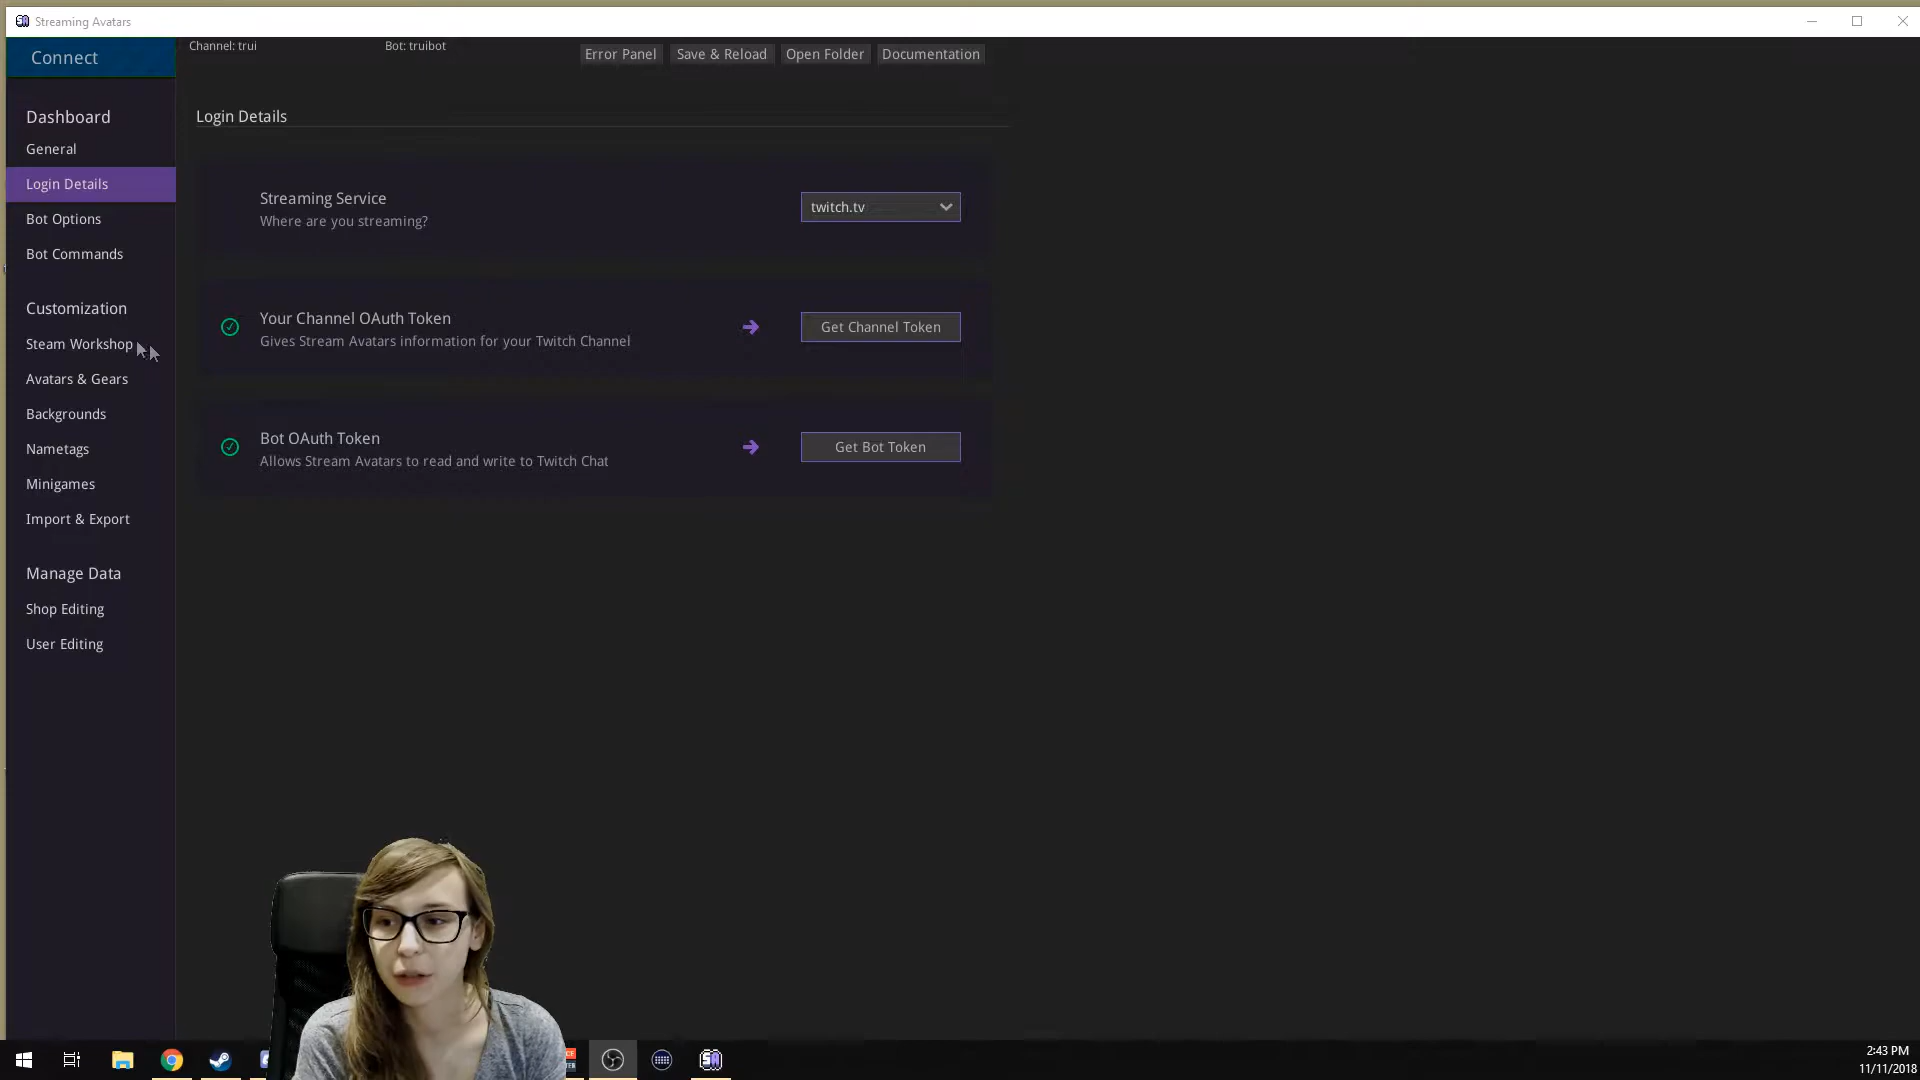 Streaming Avatars
Connect
Channel: trui
Bot: truibot
Error Panel
Save & Reload
Open Folder
Documentation
Dashboard
General
Login Details
Bot Options
Bot Commands
Customization
Steam Workshop
Avatars & Gears
Backgrounds
Nametags
Minigames
Import & Export
Manage Data
Shop Editing
User Editing
Login Details
Streaming Service
Where are you streaming?
twitch.tv
Your Channel OAuth Token
Gives Stream Avatars information for your Twitch Channel
Get Channel Token
Bot OAuth Token
Allows Stream Avatars to read and write to Twitch Chat
Get Bot Token
2:43 PM
11/11/2018